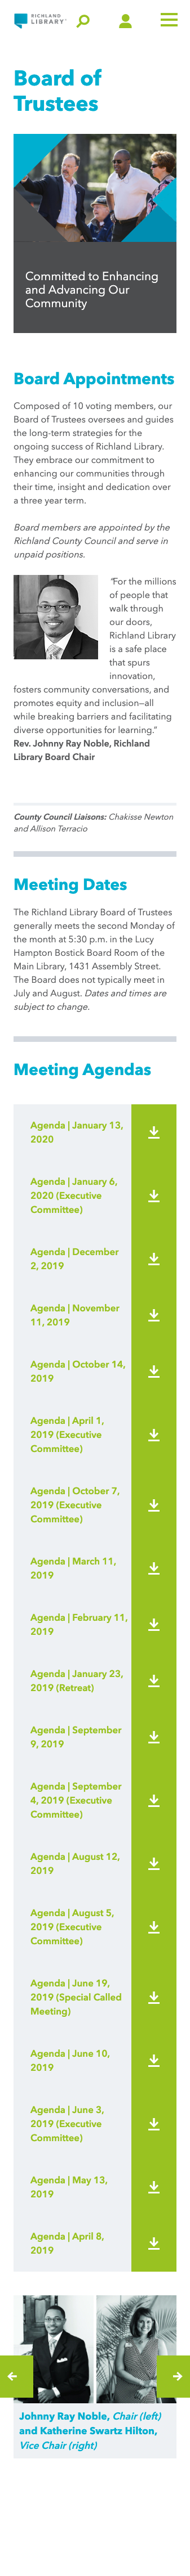 RICHLAND
LIBRARY
Board of
Trustees
Committed to Enhancing
and Advancing Our
Community
Board Appointments
Composed of 10 voting members, our
Board of Trustees oversees and guides
the long-term strategies for the
ongoing success of Richland Library.
They embrace our commitment to
enhancing our communities through
their time, insight and dedication over
a three year term.
Board members are appointed by the
Richland County Council and serve in
unpaid positions.
"For the millions
of people that
walk through
our doors,
Richland Library
is a safe place
that spurs
innovation,
fosters community conversations, and
promotes equity and inclusion—all
while breaking barriers and facilitating
diverse opportunities for learning."
Rev. Johnny Ray Noble, Richland
Library Board Chair
County Council Liaisons: Chakisse Newton
and Allison Terracio
Meeting Dates
The Richland Library Board of Trustees
generally meets the second Monday of
the month at 5:30 p.m. in the Lucy
Hampton Bostick Board Room of the
Main Library, 1431 Assembly Street.
The Board does not typically meet in
July and August. Dates and times are
subject to change.
Meeting Agendas
Agenda | January 13,
2020
Agenda | January 6,
2020 (Executive
Committee)
Agenda | December
2, 2019
Agenda | November
11, 2019
Agenda | October 14,
2019
Agenda | April 1,
2019 (Executive
Committee)
Agenda | October 7,
2019 (Executive
Committee)
Agenda | March 11,
2019
Agenda | February 11,
2019
Agenda | January 23,
2019 (Retreat)
Agenda | September
9, 2019
Agenda | September
4, 2019 (Executive
Committee)
Agenda | August 12,
2019
Agenda | August 5,
2019 (Executive
Committee)
Agenda | June 19,
2019 (Special Called
Meeting)
Agenda | June 10,
2019
Agenda | June 3,
2019 (Executive
Committee)
Agenda | May 13,
2019
Agenda | April 8,
2019
Johnny Ray Noble, Chair (left)
and Katherine Swartz Hilton,
Vice Chair (right)